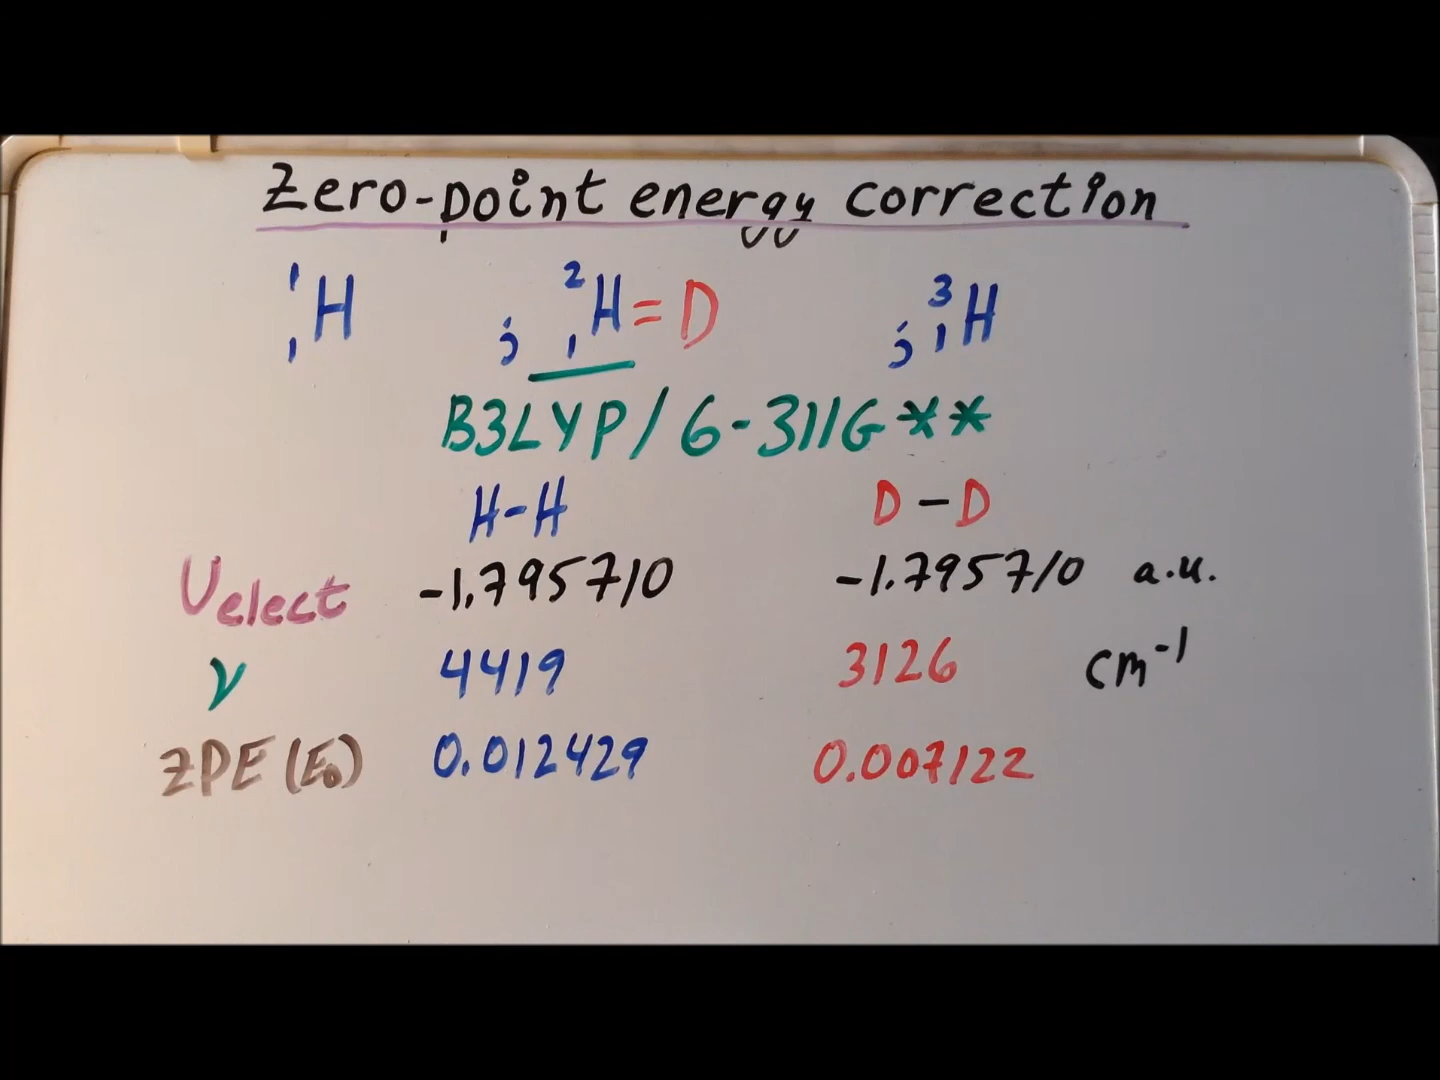 Zero-point energy correction
¹₁H ; ²₁H = D ; ³₁H
B3LYP/6-311G**
H-H D-D
Uelect -1.795710 -1.795710 a.u.
ν 4419 3126 cm⁻¹
ZPE (E₀) 0.012429 0.007122